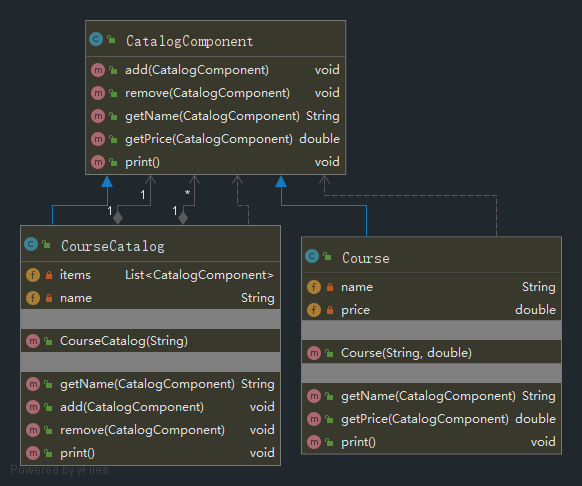 CatalogComponent
add(CatalogComponent) void
remove(CatalogComponent) void
getName(CatalogComponent) String
getPrice(CatalogComponent) double
print() void
1 *
1 1
CourseCatalog
items List<CatalogComponent>
name String
CourseCatalog(String)
getName(CatalogComponent) String
add(CatalogComponent) void
remove(CatalogComponent) void
print() void
Powered by yFiles
Course
name String
price double
Course(String, double)
getName(CatalogComponent) String
getPrice(CatalogComponent) double
print() void